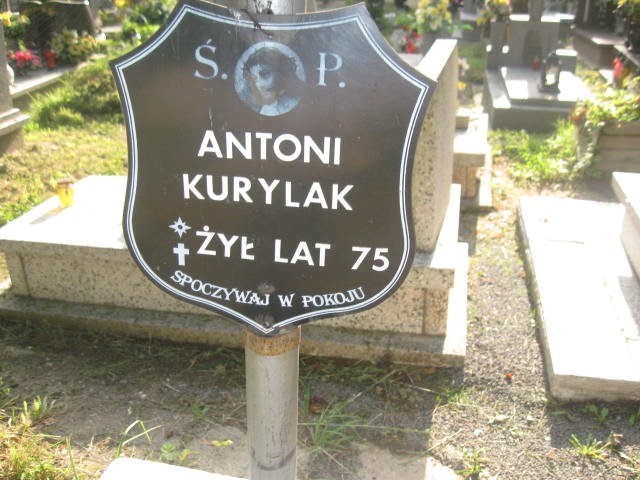 Ś. P.
ANTONI
KURYLAK
ŻYŁ LAT 75
SPOCZYWAJ W POKOJU